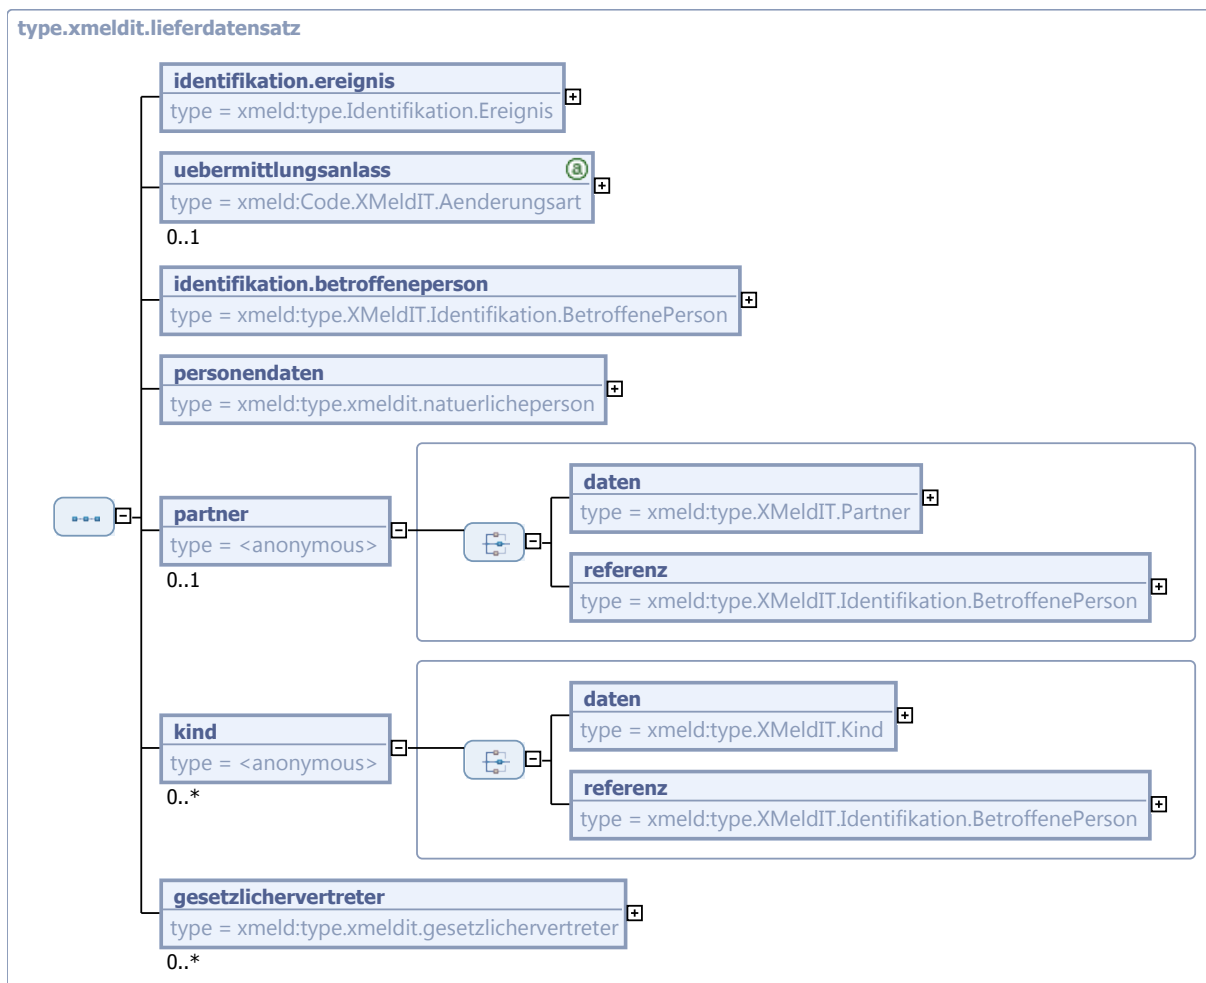 type.xmeldit.lieferdatensatz
identifikation.ereignis
type = xmeld:type.Identifikation.Ereignis
uebermittlungsanlass
a
type = xmeld:Code.XMeldIT.Aenderungsart
0..1
identifikation.betroffeneperson
type = xmeld:type.XMeldIT.Identifikation.BetroffenePerson
personendaten
type = xmeld:type.xmeldit.natuerlicheperson
partner
type = <anonymous>
0..1
daten
type = xmeld:type.XMeldIT.Partner
referenz
type = xmeld:type.XMeldIT.Identifikation.BetroffenePerson
kind
type = <anonymous>
0..*
daten
type = xmeld:type.XMeldIT.Kind
referenz
type = xmeld:type.XMeldIT.Identifikation.BetroffenePerson
gesetzlichervertreter
type = xmeld:type.xmeldit.gesetzlichervertreter
0..*